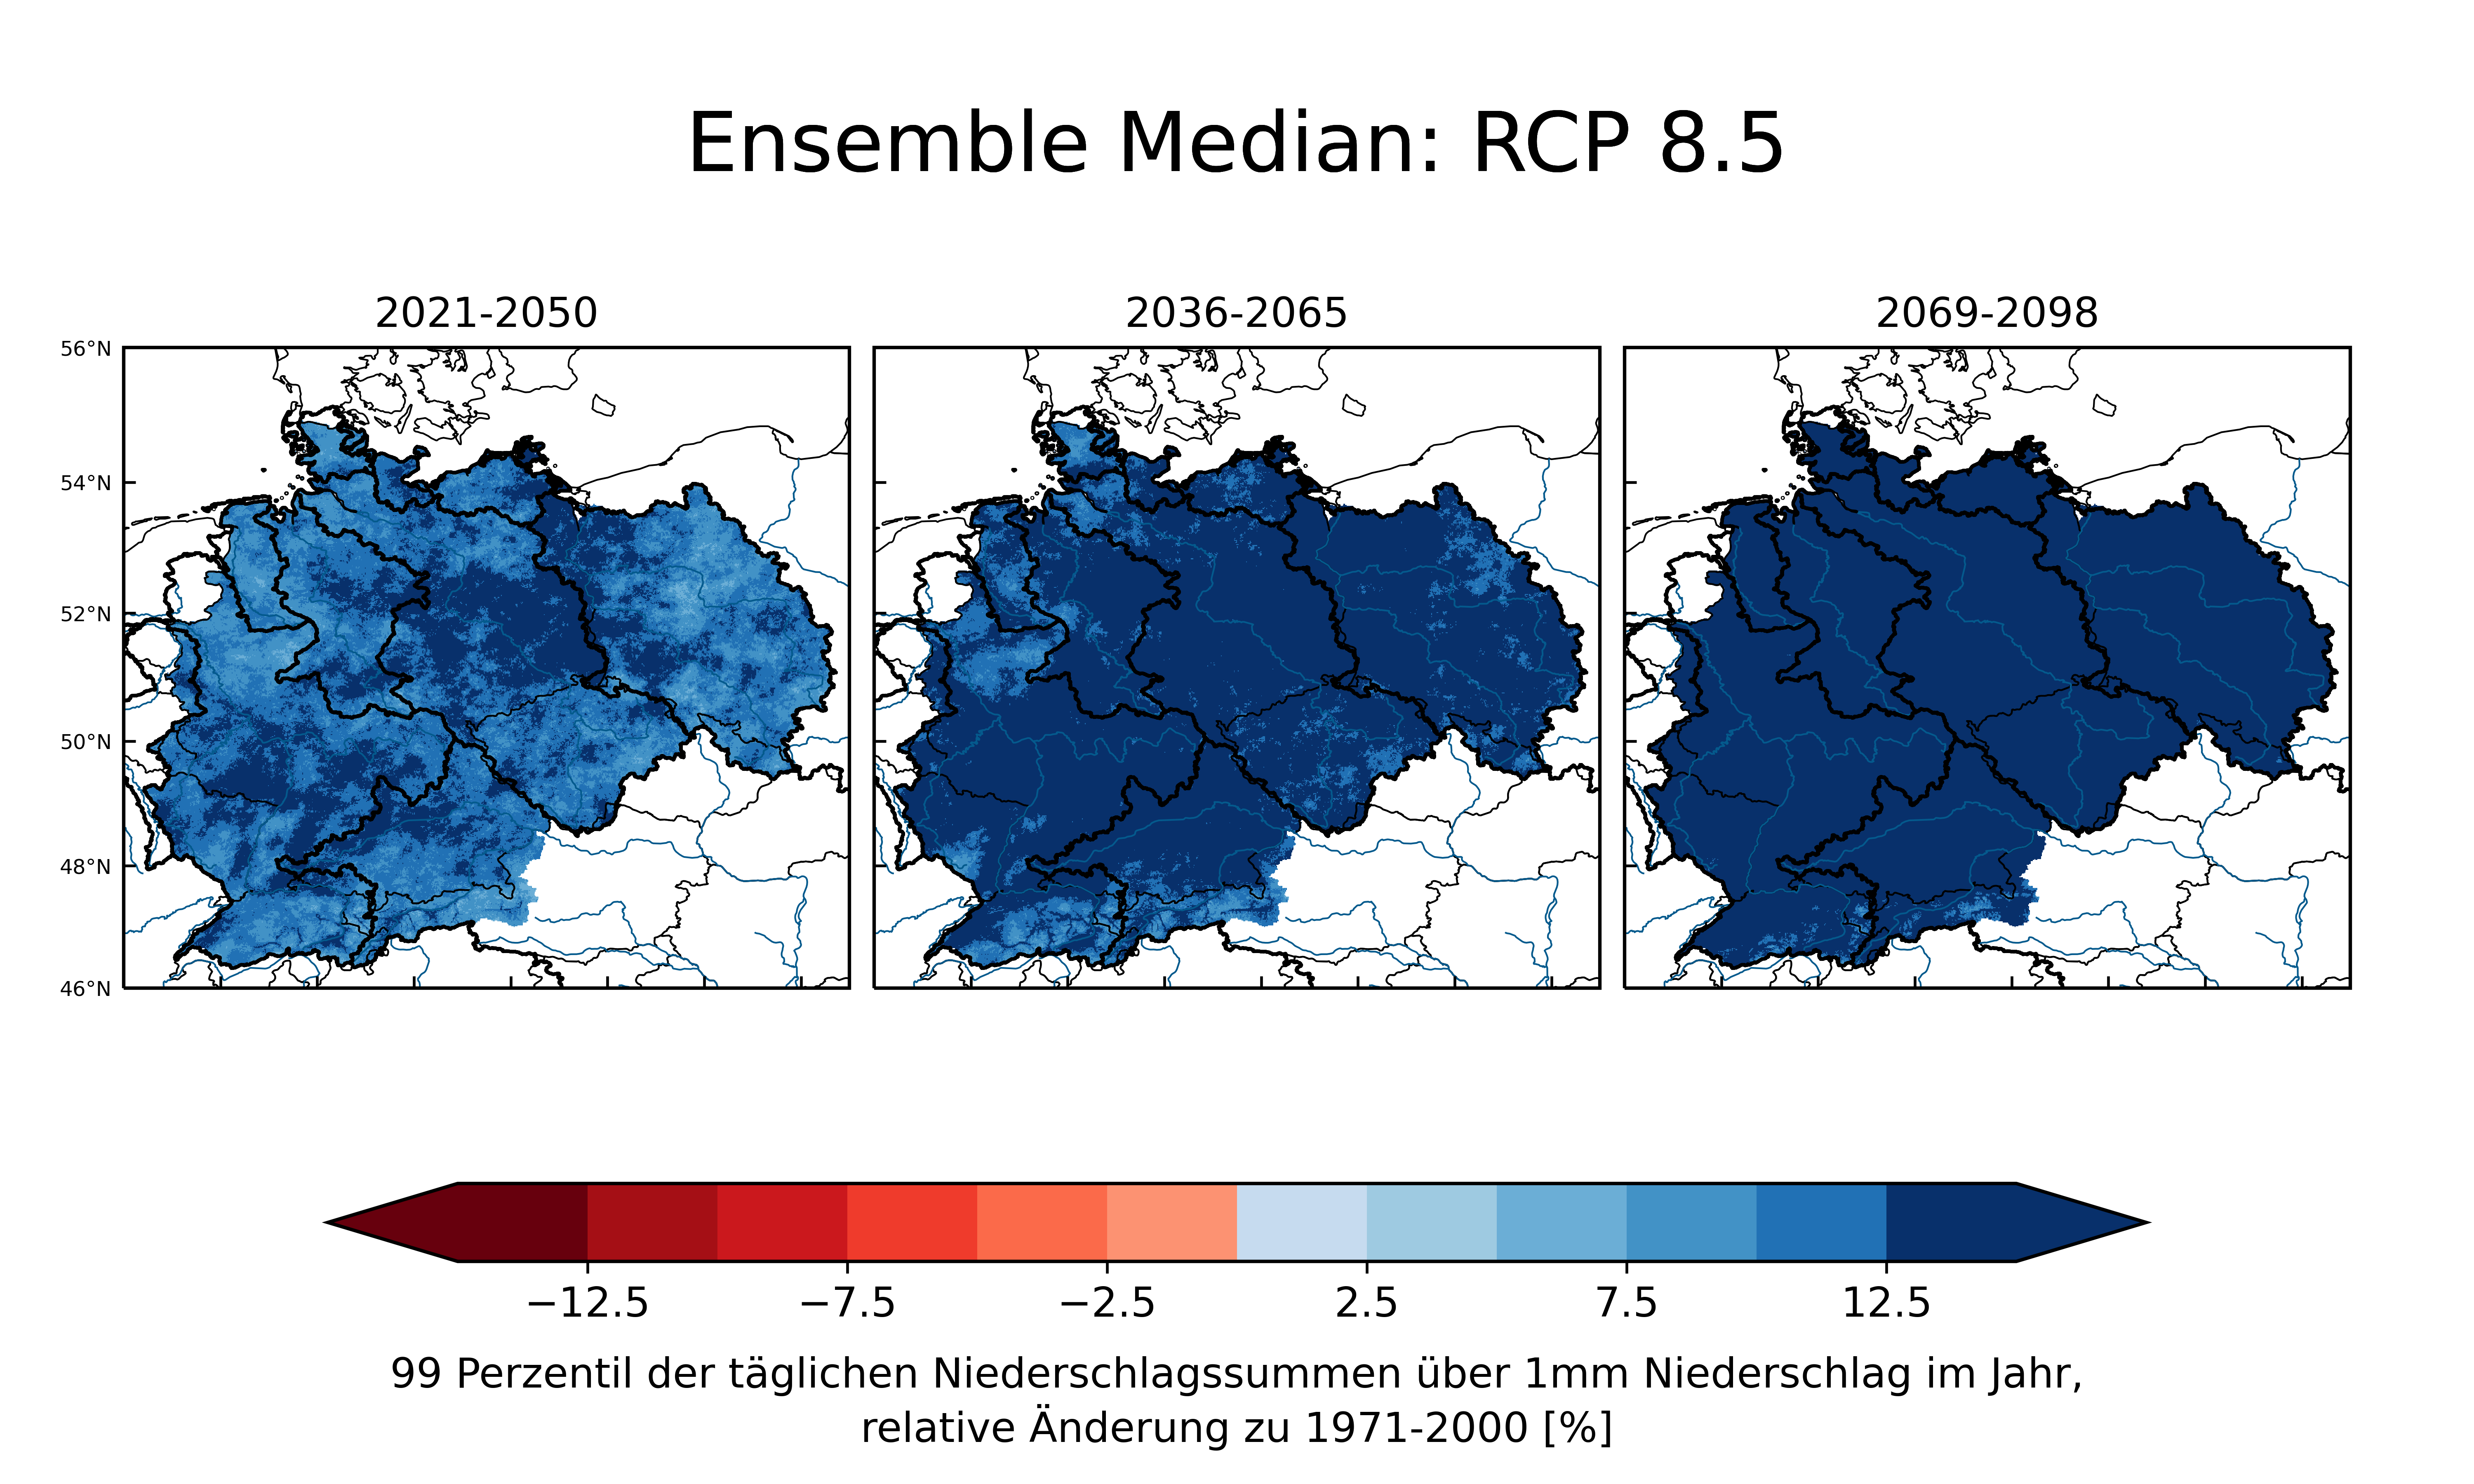 Ensemble Median: RCP 8.5
2021-2050
2036-2065
2069-2098
56°N
54°N
52°N
50°N
48°N
46°N
−12.5
−7.5
−2.5
2.5
7.5
12.5
99 Perzentil der täglichen Niederschlagssummen über 1mm Niederschlag im Jahr,
relative Änderung zu 1971-2000 [%]